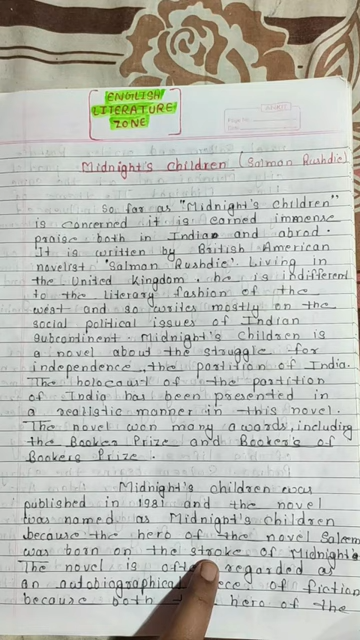 ENGLISH
LITERATURE
ZONE
Midnight's Children (Salman Rushdie)
So far as "Midnight's Children"
is concerned it is earned immense
praise both in India and abrod.
It is written by British American
novelist 'Salman Rushdie'. Living in
the United Kingdom. he is indifferent
to the Literary fashion of the
west and so writes mostly on the
social political issues of Indian
subcontinent. Midnight's Children is
a novel about the struggle for
independence, the partition of India.
The holocaust of the partition
of India has been presented in
a realistic manner in this novel.
The novel won many awards, including
the Booker Prize and Booker's of
Bookers Prize.
Midnight's children was
published in 1981 and the novel
was named as Midnight's Children
because the hero of the novel Saleem
was born on the stroke of Midnight.
The novel is regarded as
an autobiographical of fiction
because both hero of the